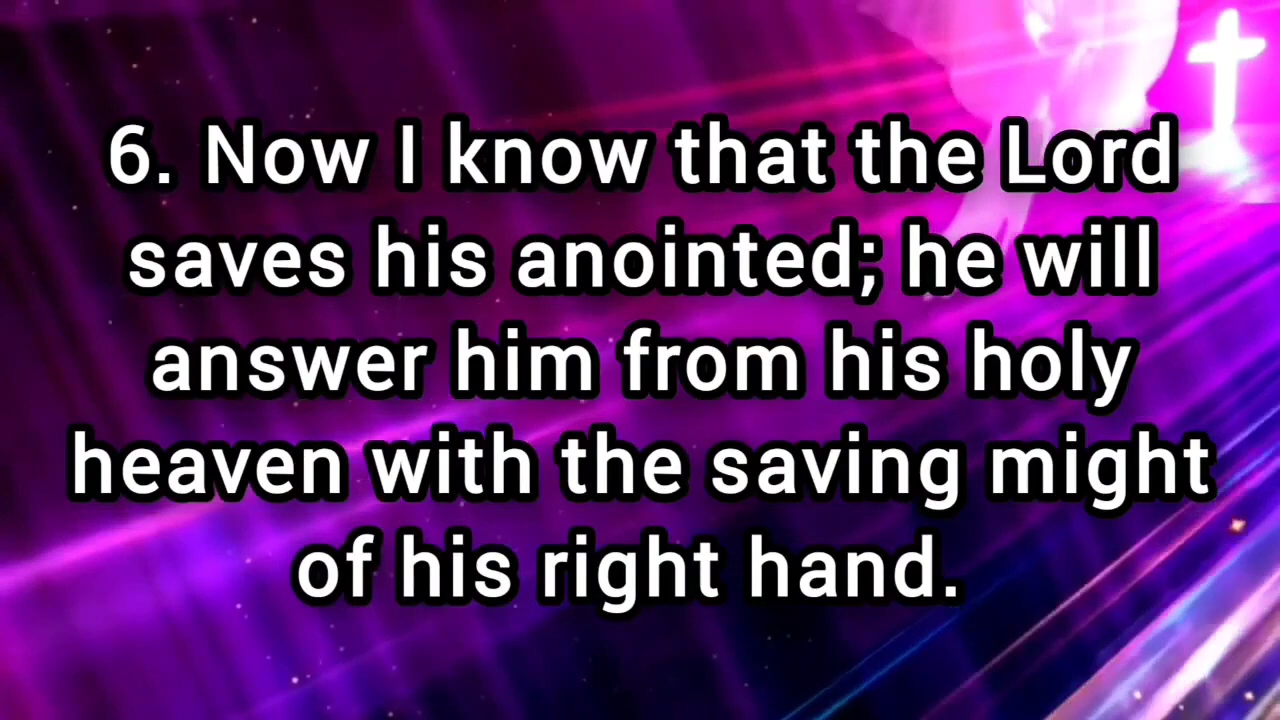 6. Now I know that the Lord
saves his anointed; he will
answer him from his holy
heaven with the saving might
of his right hand.